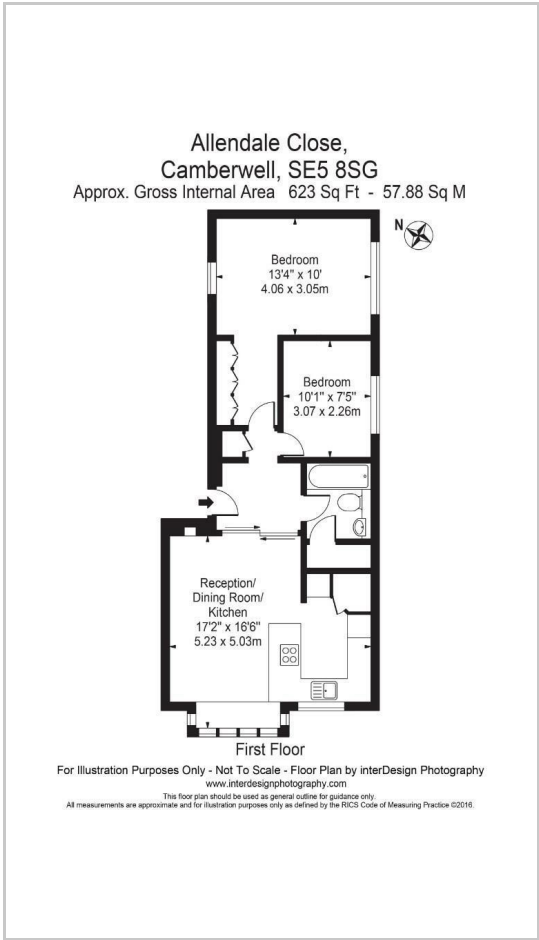 Allendale Close,
Camberwell, SE5 8SG
Approx. Gross Internal Area 623 Sq Ft - 57.88 Sq M
N
Bedroom
13'4" x 10'
4.06 x 3.05m
Bedroom
10'1" x 7'5"
3.07 x 2.26m
Reception/
Dining Room/
Kitchen
17'2" x 16'6"
5.23 x 5.03m
First Floor
For Illustration Purposes Only - Not To Scale - Floor Plan by interDesign Photography
www.interdesignphotography.com
This floor plan should be used as general outline for guidance only.
All measurements are approximate and for illustration purposes only as defined by the RICS Code of Measuring Practice ©2016.